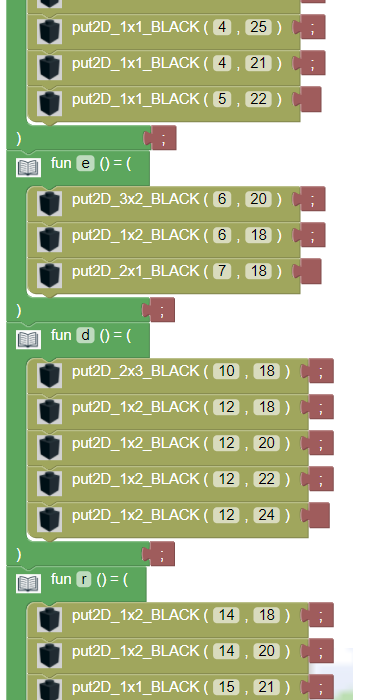 put2D_1x1_BLACK ( 4 , 25 ) ;
put2D_1x1_BLACK ( 4 , 21 ) ;
put2D_1x1_BLACK ( 5 , 22 )
) ;
fun e () = (
put2D_3x2_BLACK ( 6 , 20 ) ;
put2D_1x2_BLACK ( 6 , 18 ) ;
put2D_2x1_BLACK ( 7 , 18 )
) ;
fun d () = (
put2D_2x3_BLACK ( 10 , 18 ) ;
put2D_1x2_BLACK ( 12 , 18 ) ;
put2D_1x2_BLACK ( 12 , 20 ) ;
put2D_1x2_BLACK ( 12 , 22 ) ;
put2D_1x2_BLACK ( 12 , 24 )
) ;
fun r () = (
put2D_1x2_BLACK ( 14 , 18 ) ;
put2D_1x2_BLACK ( 14 , 20 ) ;
put2D_1x1_BLACK ( 15 , 21 ) ;